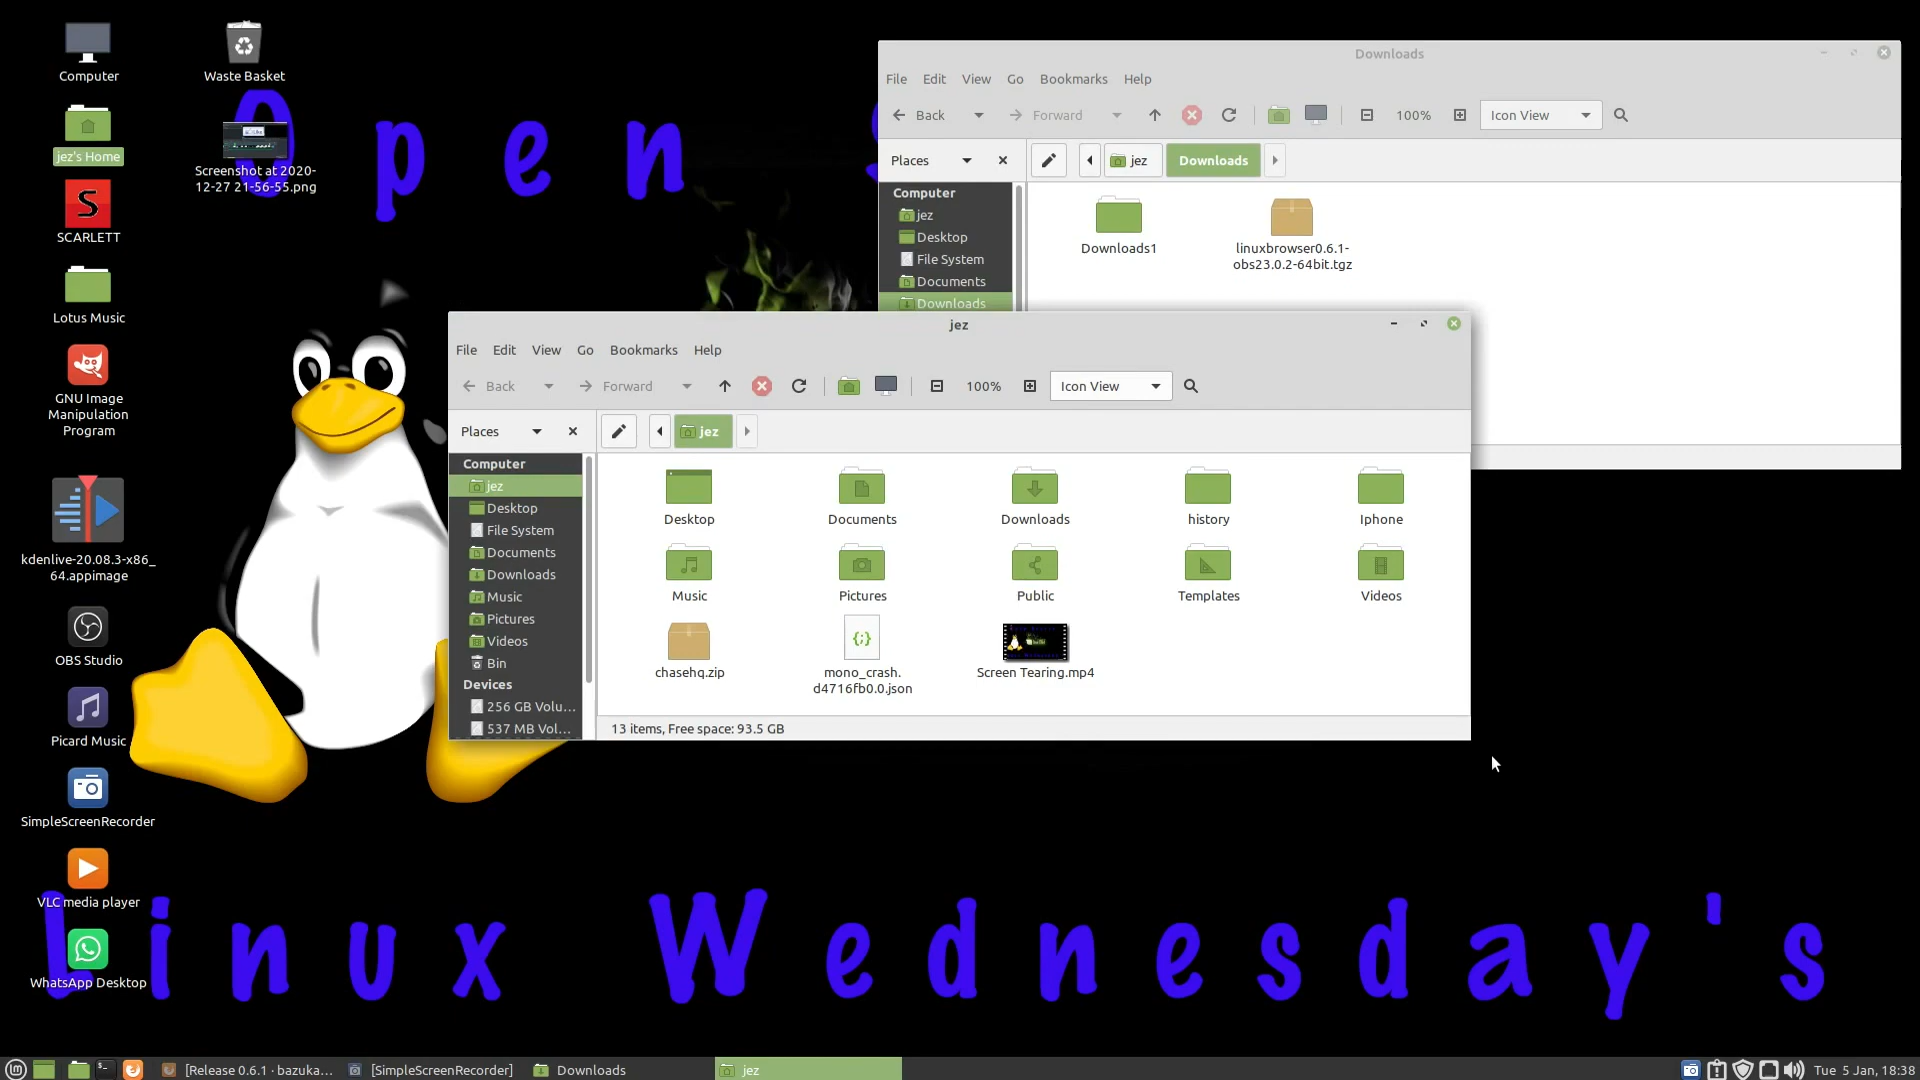 Computer
Waste Basket
jez's Home
Screenshot at 2020-
12-27 21-56-55.png
SCARLETT
Lotus Music
GNU Image
Manipulation
Program
kdenlive-20.08.3-x86_
64.appimage
OBS Studio
Picard Music
SimpleScreenRecorder
VLC media player
WhatsApp Desktop
Open
Linux Wednesday's
Downloads
File Edit View Go Bookmarks Help
Back Forward 100% Icon View
Places jez Downloads
Computer
jez
Desktop
File System
Documents
Downloads
Downloads1
linuxbrowser0.6.1-
obs23.0.2-64bit.tgz
jez
File Edit View Go Bookmarks Help
Back Forward 100% Icon View
Places jez
Computer
jez
Desktop
File System
Documents
Downloads
Music
Pictures
Videos
Bin
Devices
256 GB Volu...
537 MB Vol...
Desktop Documents Downloads history Iphone
Music Pictures Public Templates Videos
chasehq.zip
mono_crash.
d4716fb0.0.json
Screen Tearing.mp4
13 items, Free space: 93.5 GB
[Release 0.6.1 · bazuka... [SimpleScreenRecorder] Downloads jez Tue 5 Jan, 18:38